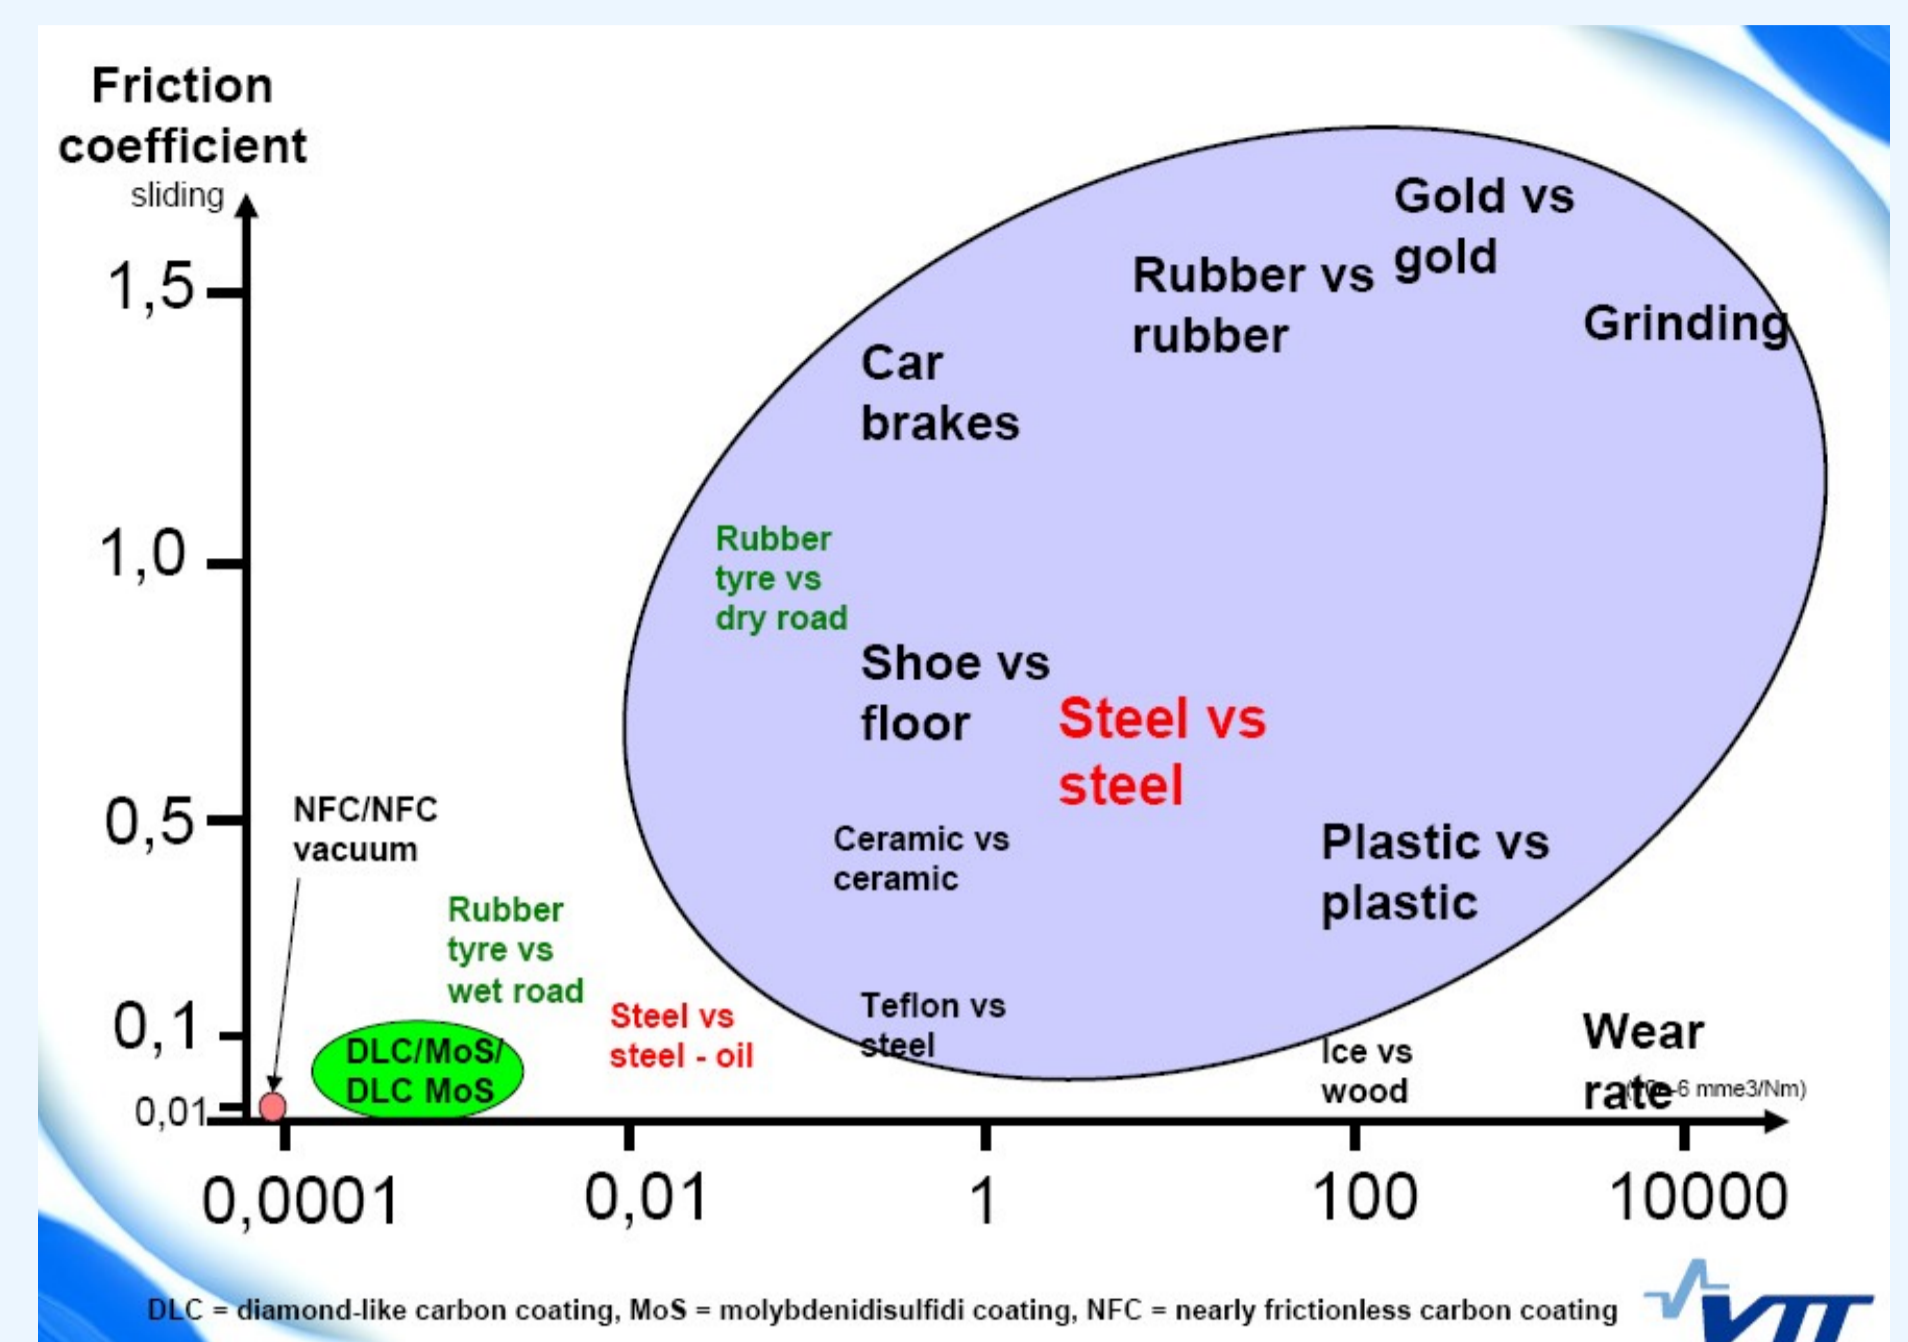 Friction
coefficient
sliding
1,5
1,0
0,5
0,1
0,01
Gold vs
gold
Rubber vs
rubber
Grinding
Car
brakes
Rubber
tyre vs
dry road
Shoe vs
floor
Steel vs
steel
NFC/NFC
vacuum
Ceramic vs
ceramic
Plastic vs
plastic
Rubber
tyre vs
wet road
Steel vs
steel - oil
Teflon vs
steel
DLC/MoS/
DLC MoS
Ice vs
wood
Wear
rate
-6 mme3/Nm)
0,0001
0,01
1
100
10000
DLC = diamond-like carbon coating, MoS = molybdenidisulfidi coating, NFC = nearly frictionless carbon coating
VTT